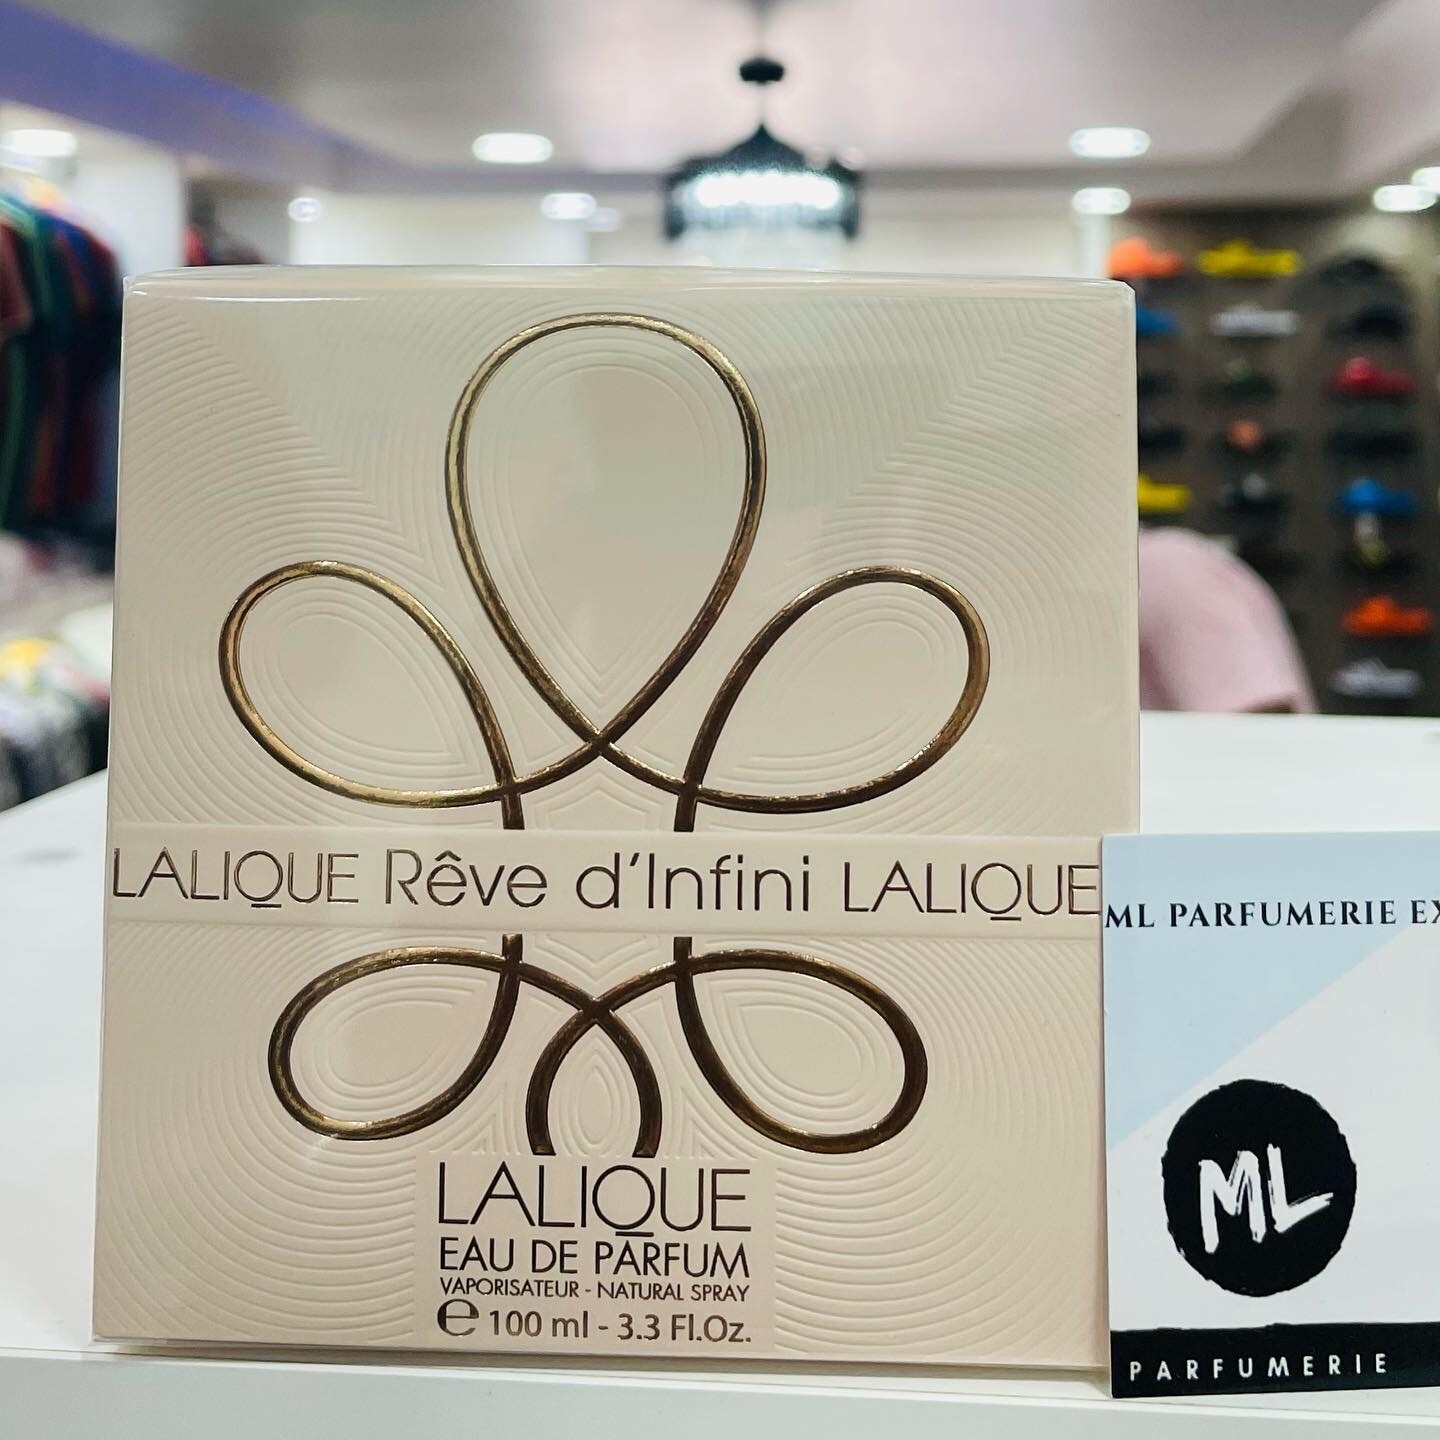 LALIQUE Rêve d'Infini LALIQUE
LALIQUE
EAU DE PARFUM
VAPORISATEUR - NATURAL SPRAY
℮ 100 ml - 3.3 Fl.Oz.
ML PARFUMERIE
ML
PARFUMERIE